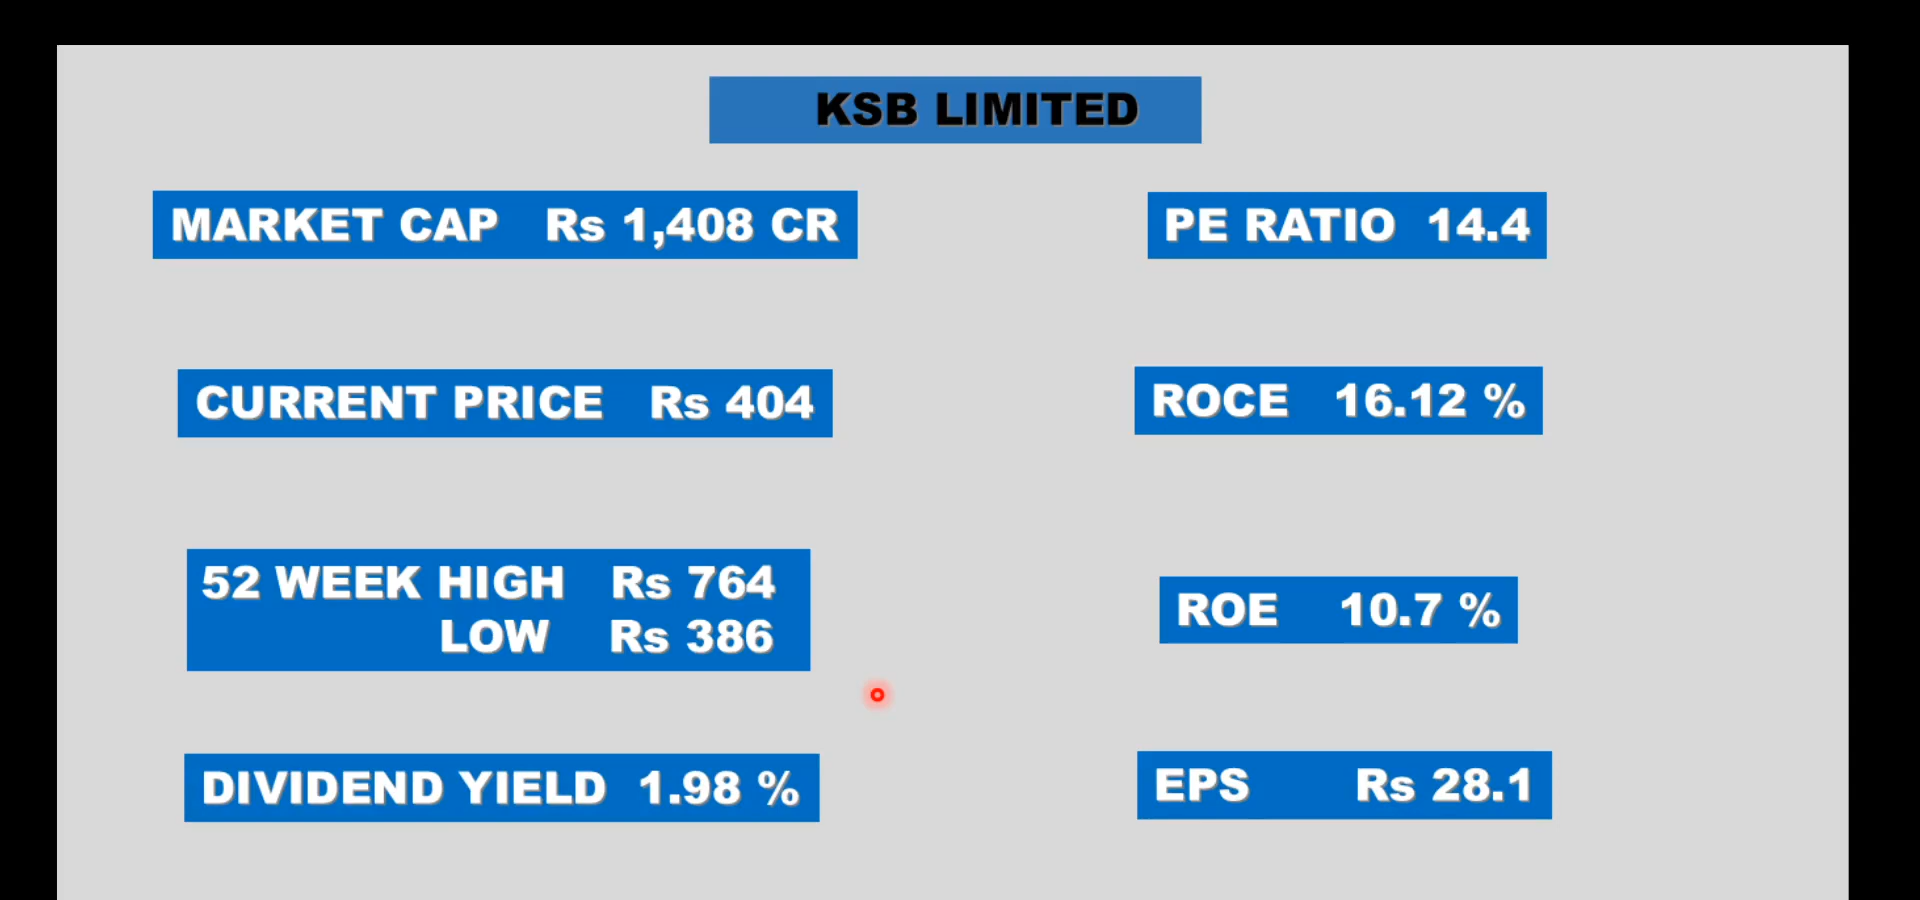 KSB LIMITED
MARKET CAP Rs 1,408 CR
PE RATIO 14.4
CURRENT PRICE Rs 404
ROCE 16.12 %
52 WEEK HIGH Rs 764
LOW Rs 386
ROE 10.7 %
DIVIDEND YIELD 1.98 %
EPS Rs 28.1